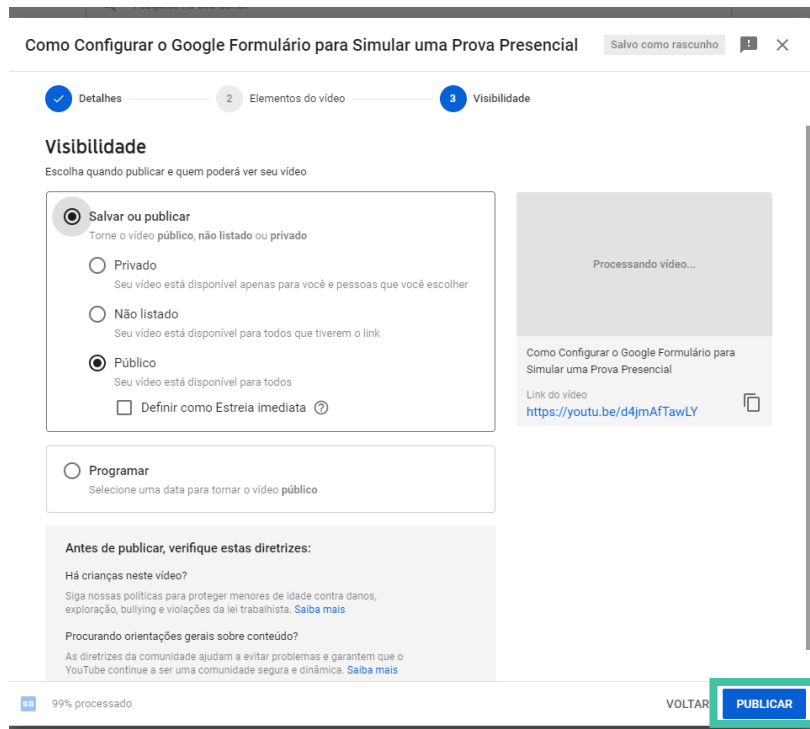 Como Configurar o Google Formulário para Simular uma Prova Presencial
Salvo como rascunho
Detalhes
2 Elementos do vídeo
3 Visibilidade
Visibilidade
Escolha quando publicar e quem poderá ver seu vídeo
Salvar ou publicar
Torne o vídeo público, não listado ou privado
Privado
Seu vídeo está disponível apenas para você e pessoas que você escolher
Não listado
Seu vídeo está disponível para todos que tiverem o link
Público
Seu vídeo está disponível para todos
Definir como Estreia imediata
Processando vídeo...
Como Configurar o Google Formulário para
Simular uma Prova Presencial
Link do vídeo
https://youtu.be/d4jmAfTawLY
Programar
Selecione uma data para tornar o vídeo público
Antes de publicar, verifique estas diretrizes:
Há crianças neste vídeo?
Siga nossas políticas para proteger menores de idade contra danos,
exploração, bullying e violações da lei trabalhista. Saiba mais
Procurando orientações gerais sobre conteúdo?
As diretrizes da comunidade ajudam a evitar problemas e garantem que o
YouTube continue a ser uma comunidade segura e dinâmica. Saiba mais
SD 99% processado
VOLTAR
PUBLICAR